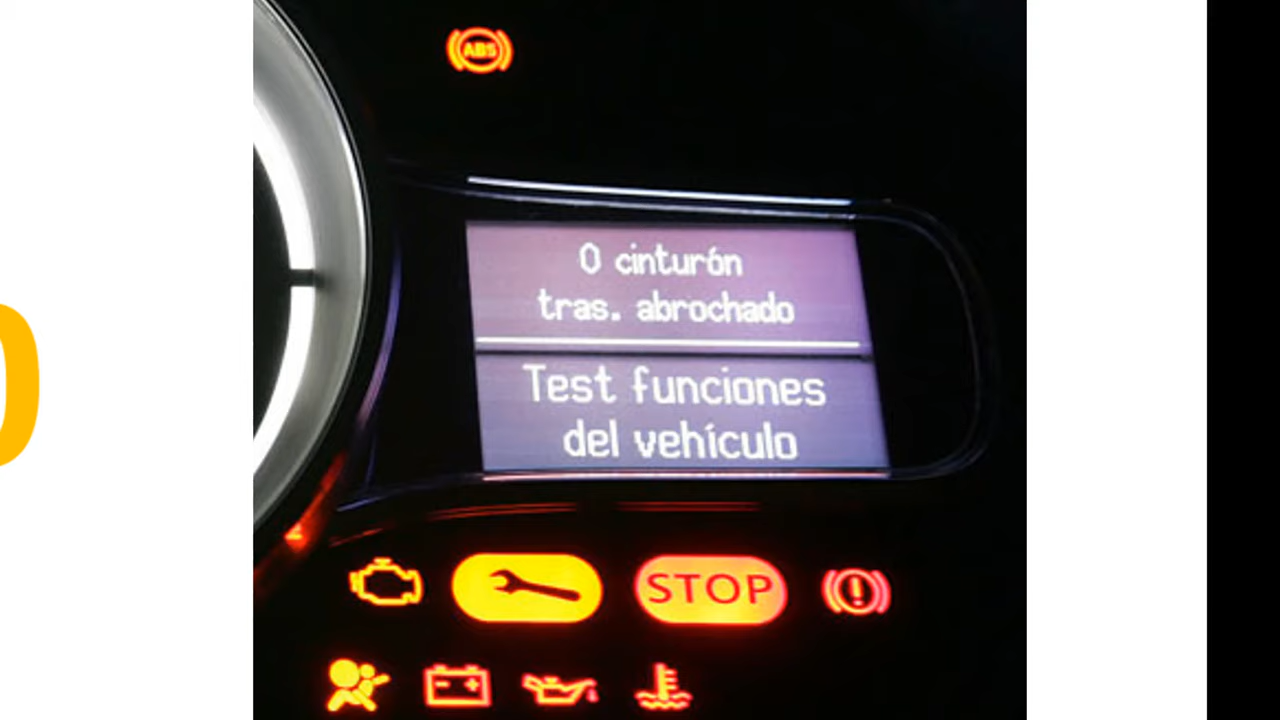 ABS
0 cinturón
tras. abrochado
Test funciones
del vehículo
STOP